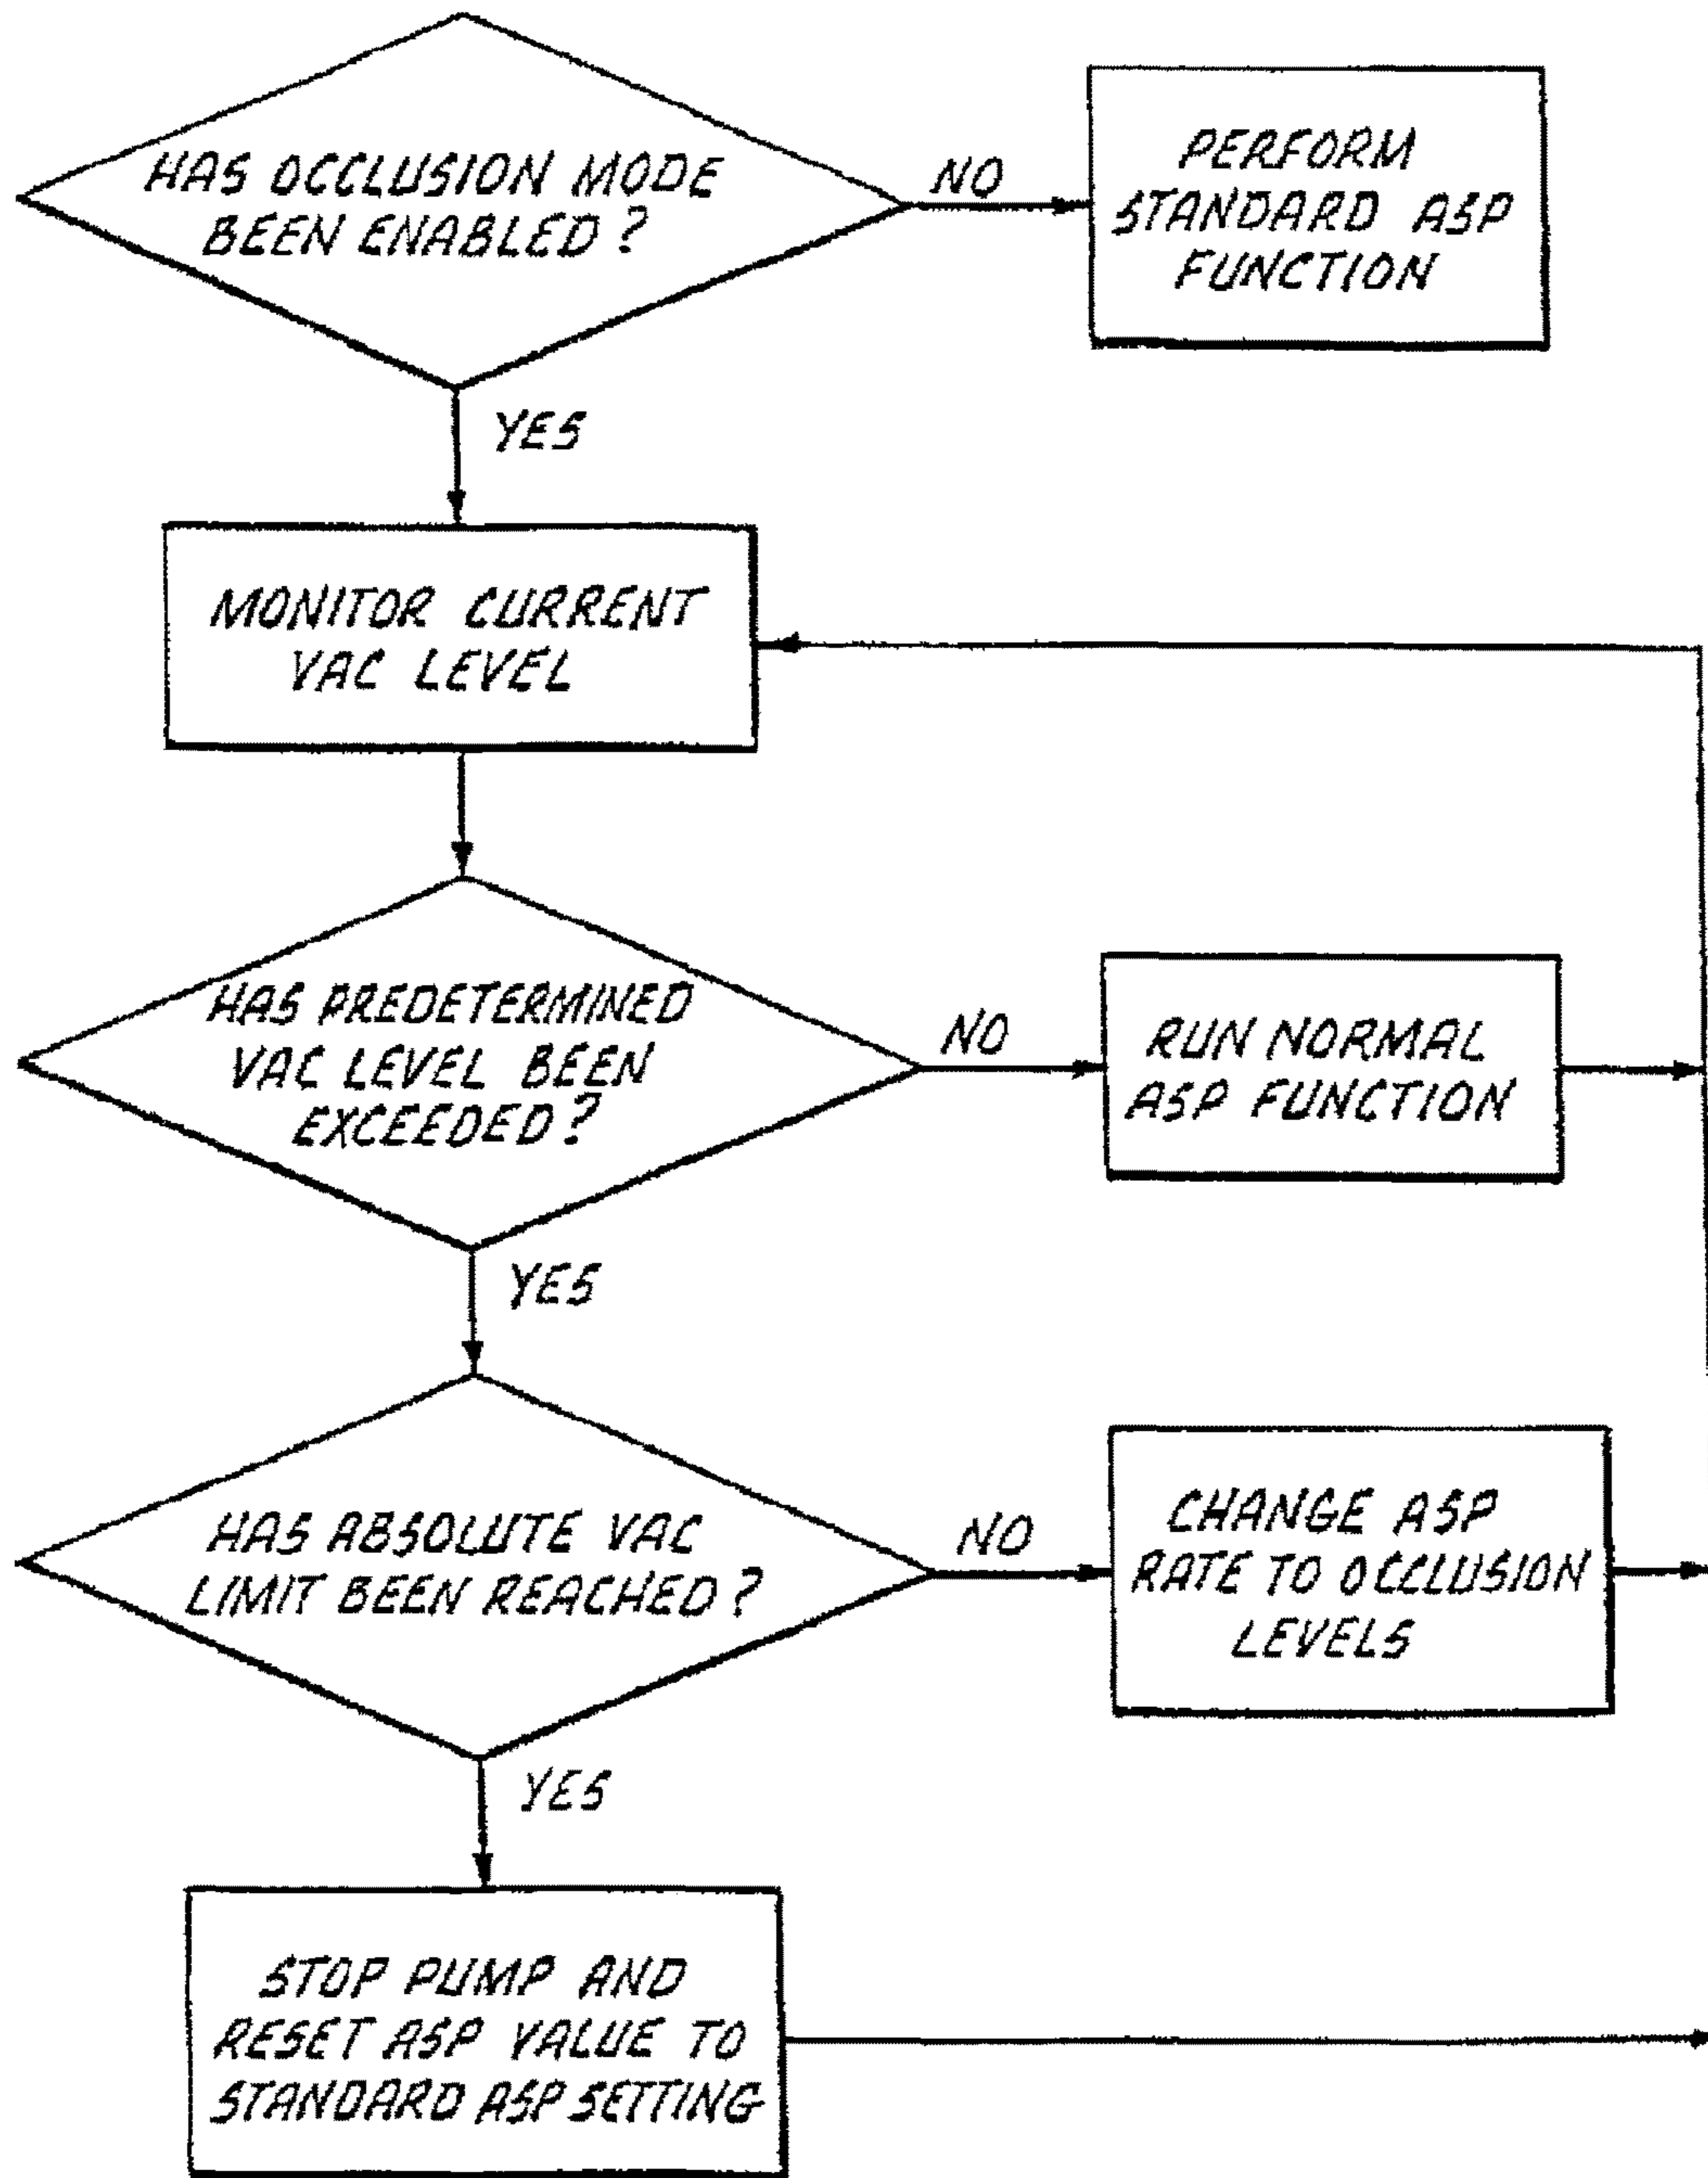 HAS OCCLUSION MODE
BEEN ENABLED?
NO
PERFORM
STANDARD ASP
FUNCTION
YES
MONITOR CURRENT
VAC LEVEL
HAS PREDETERMINED
VAC LEVEL BEEN
EXCEEDED?
NO
RUN NORMAL
ASP FUNCTION
YES
HAS ABSOLUTE VAC
LIMIT BEEN REACHED?
NO
CHANGE ASP
RATE TO OCCLUSION
LEVELS
YES
STOP PUMP AND
RESET ASP VALUE TO
STANDARD ASP SETTING